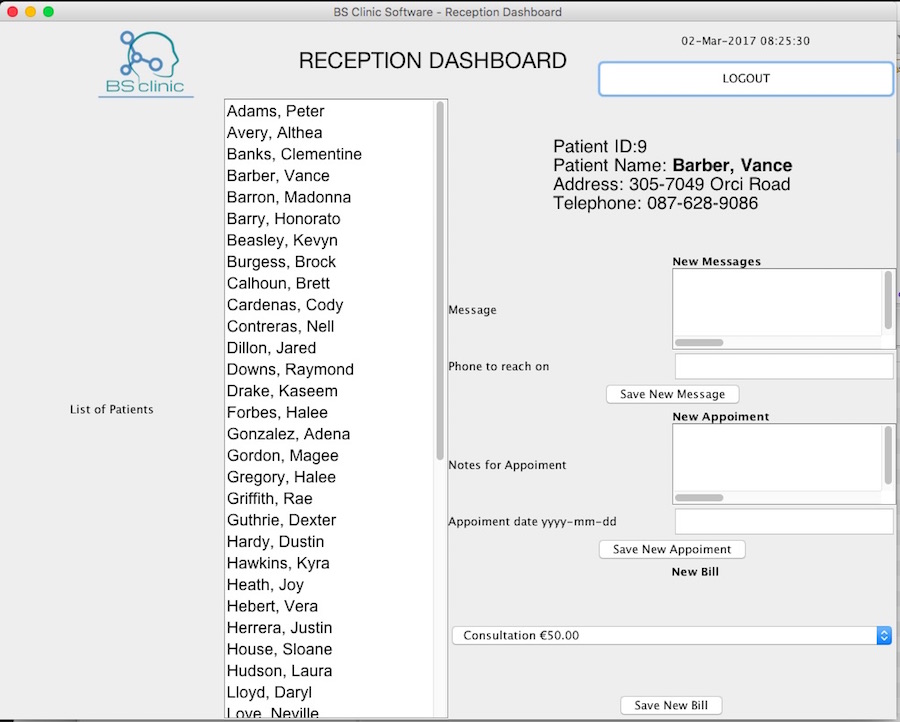 BS Clinic Software - Reception Dashboard
02-Mar-2017 08:25:30
BS clinic
RECEPTION DASHBOARD
LOGOUT
List of Patients
Adams, Peter
Avery, Althea
Banks, Clementine
Barber, Vance
Barron, Madonna
Barry, Honorato
Beasley, Kevyn
Burgess, Brock
Calhoun, Brett
Cardenas, Cody
Contreras, Nell
Dillon, Jared
Downs, Raymond
Drake, Kaseem
Forbes, Halee
Gonzalez, Adena
Gordon, Magee
Gregory, Halee
Griffith, Rae
Guthrie, Dexter
Hardy, Dustin
Hawkins, Kyra
Heath, Joy
Hebert, Vera
Herrera, Justin
House, Sloane
Hudson, Laura
Lloyd, Daryl
Love, Neville
Patient ID:9
Patient Name: Barber, Vance
Address: 305-7049 Orci Road
Telephone: 087-628-9086
New Messages
Message
Phone to reach on
Save New Message
New Appoiment
Notes for Appoiment
Appoiment date yyyy-mm-dd
Save New Appoiment
New Bill
Consultation €50.00
Save New Bill